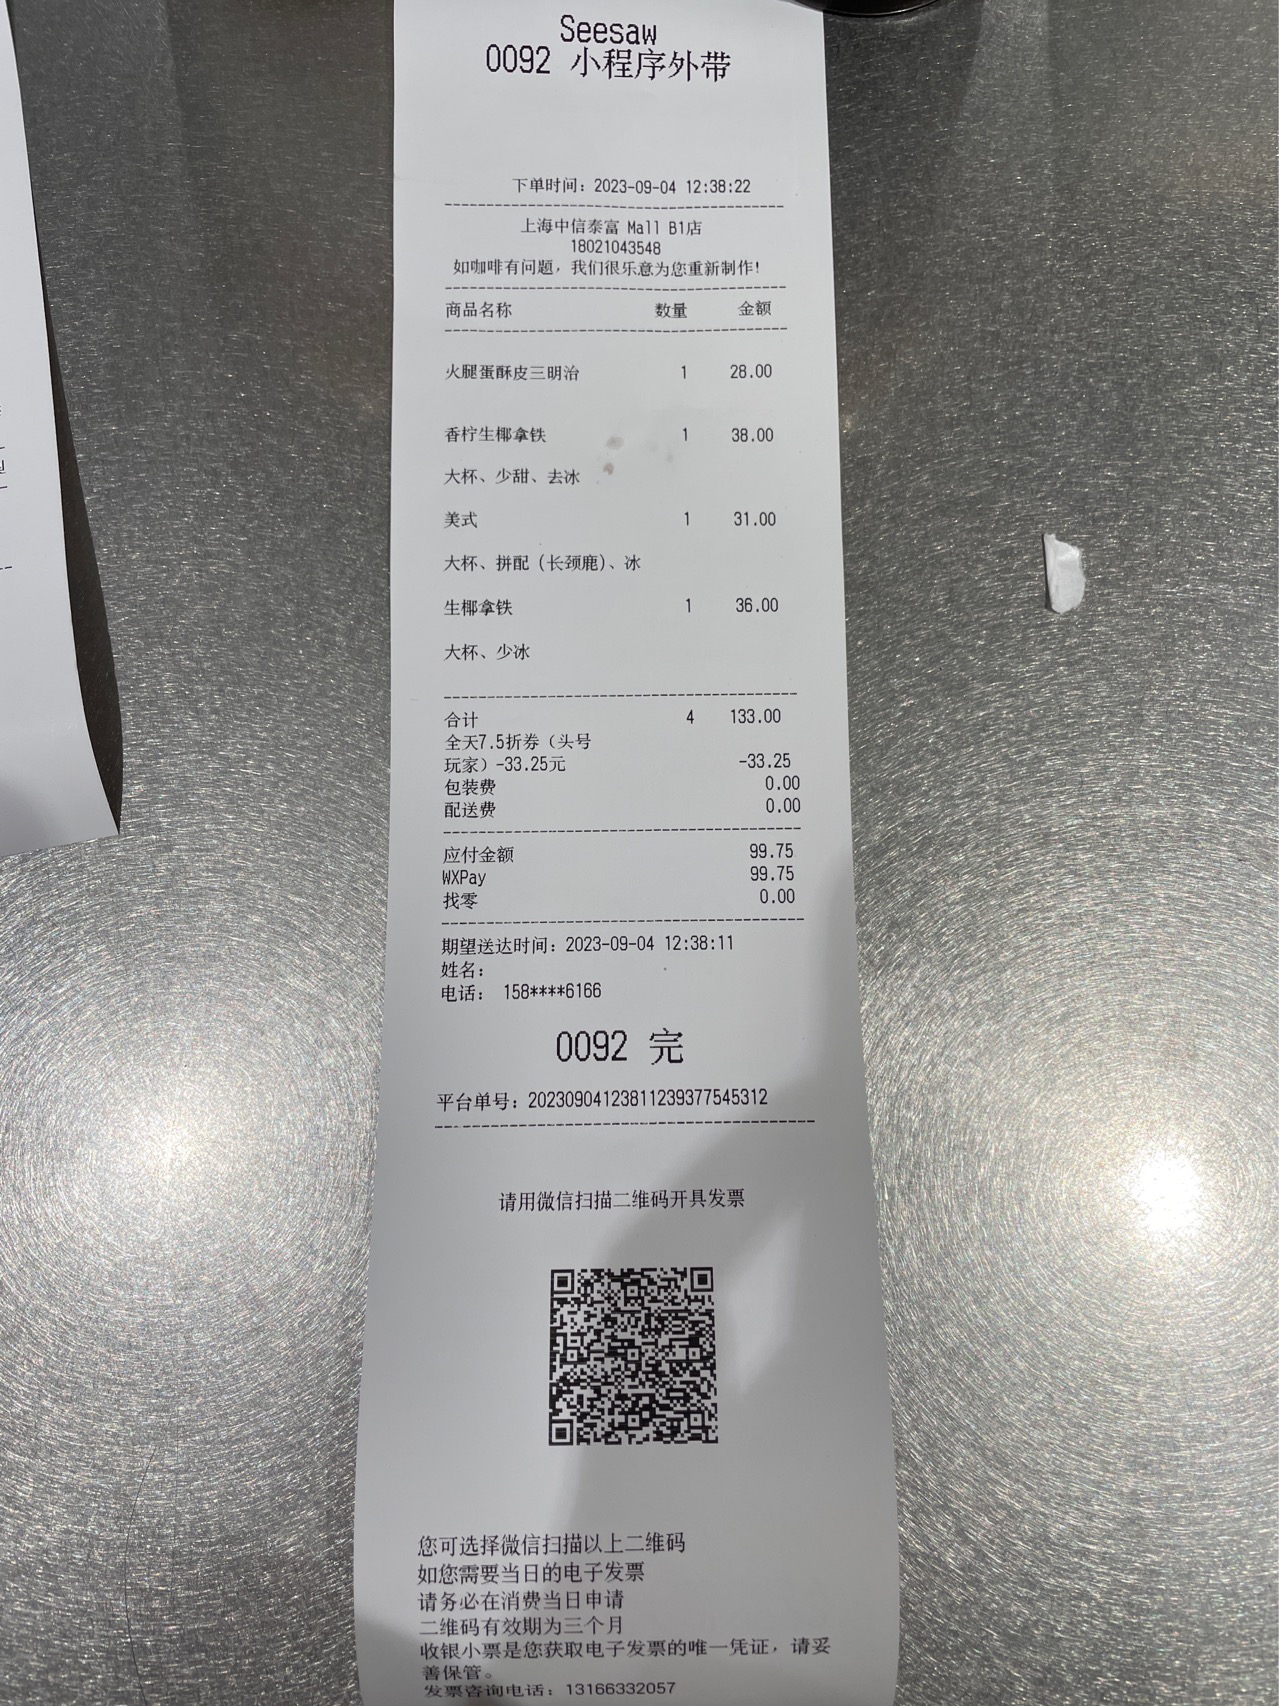 Seesaw
0092 小程序外带
下单时间：2023-09-04 12:38:22
上海中信泰富 Mall B1店
18021043548
如咖啡有问题，我们很乐意为您重新制作！
商品名称 数量 金额
火腿蛋酥皮三明治 1 28.00
香柠生椰拿铁 1 38.00
大杯、少甜、去冰
美式 1 31.00
大杯、拼配（长颈鹿）、冰
生椰拿铁 1 36.00
大杯、少冰
合计 4 133.00
全天7.5折券（头号
玩家）-33.25元 -33.25
包装费 0.00
配送费 0.00
应付金额 99.75
WXPay 99.75
找零 0.00
期望送达时间：2023-09-04 12:38:11
姓名：
电话： 158****6166
0092 完
平台单号：20230904123811239377545312
请用微信扫描二维码开具发票
您可选择微信扫描以上二维码
如您需要当日的电子发票
请务必在消费当日申请
二维码有效期为三个月
收银小票是您获取电子发票的唯一凭证，请妥
善保管。
发票咨询电话：13166332057